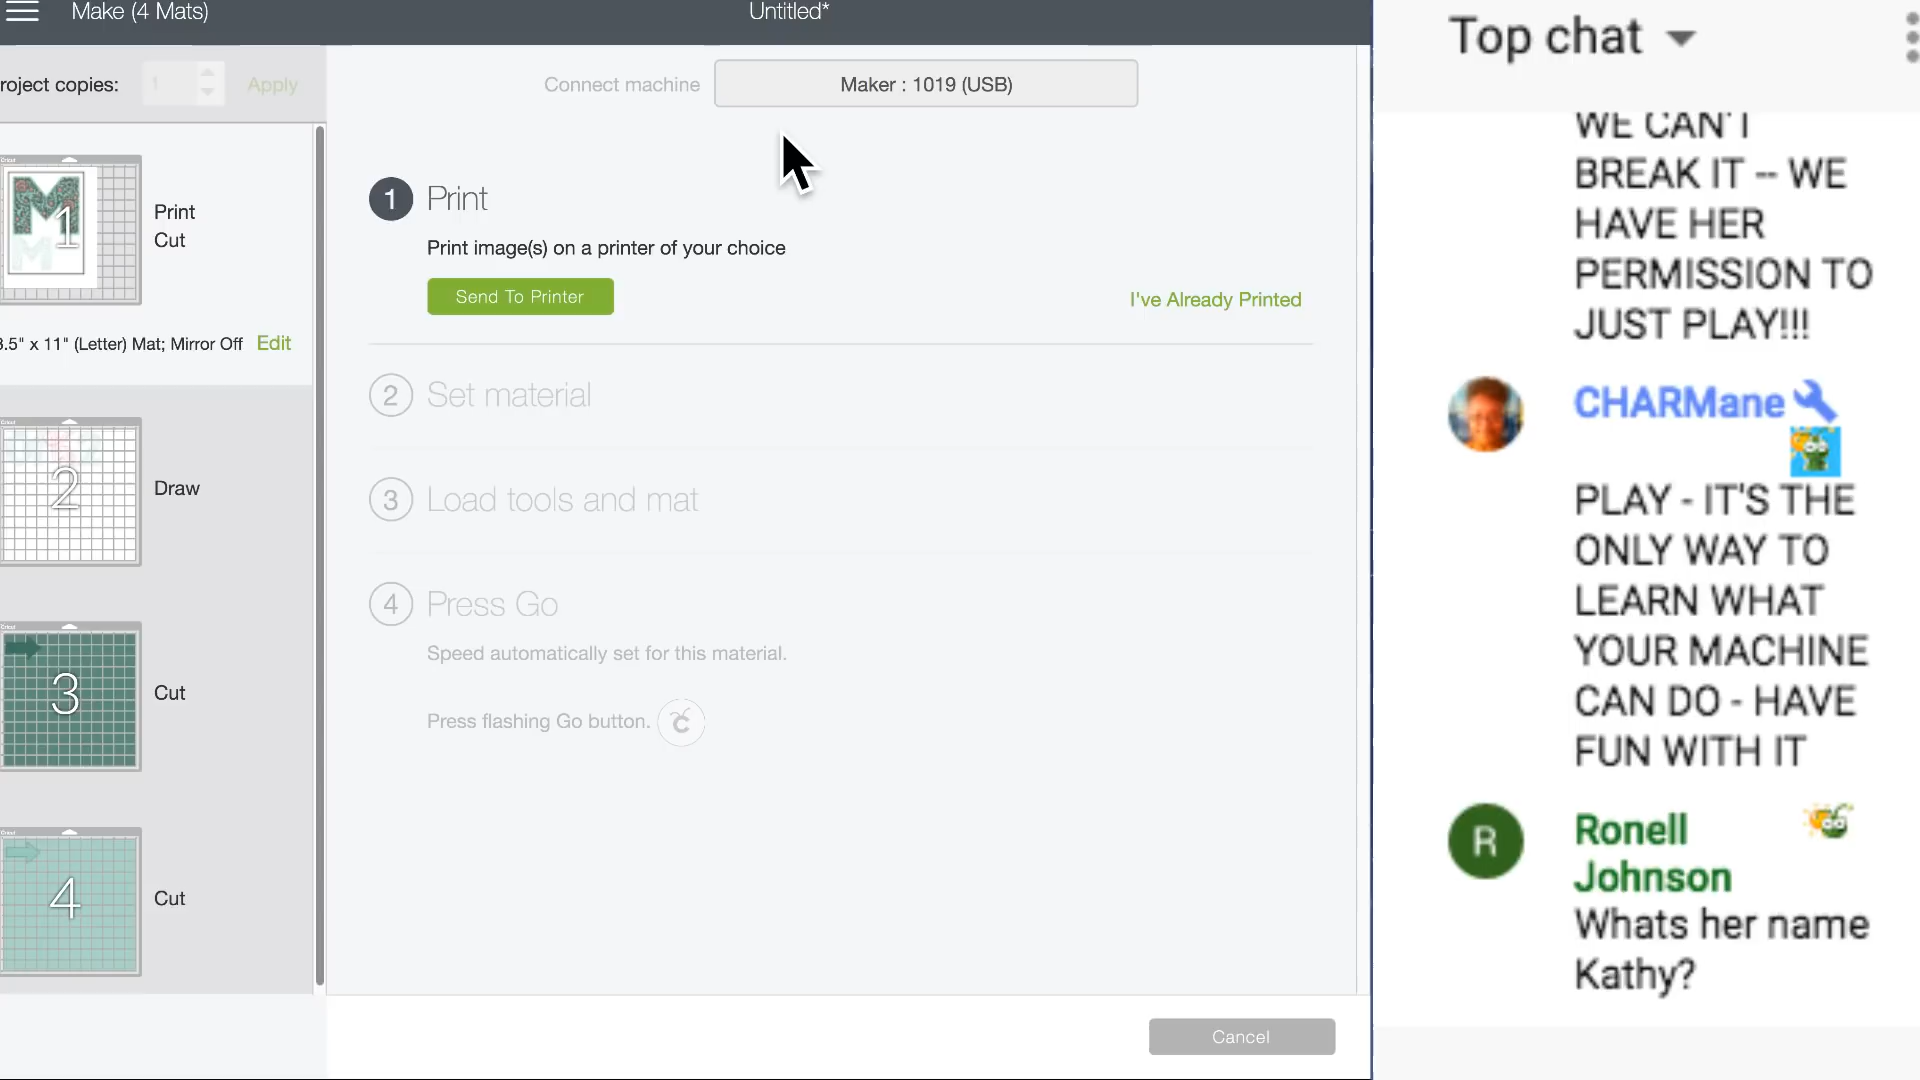 Make (4 Mats)
Untitled*
roject copies:
1
Apply
Connect machine
Maker : 1019 (USB)
1
Print
Cut
.5" x 11" (Letter) Mat; Mirror Off
Edit
2
Draw
3
Cut
4
Cut
1 Print
Print image(s) on a printer of your choice
Send To Printer
I've Already Printed
2 Set material
3 Load tools and mat
4 Press Go
Speed automatically set for this material.
Press flashing Go button.
Cancel
Top chat
WE CAN'T
BREAK IT -- WE
HAVE HER
PERMISSION TO
JUST PLAY!!!
CHARMane
PLAY - IT'S THE
ONLY WAY TO
LEARN WHAT
YOUR MACHINE
CAN DO - HAVE
FUN WITH IT
R
Ronell
Johnson
Whats her name
Kathy?